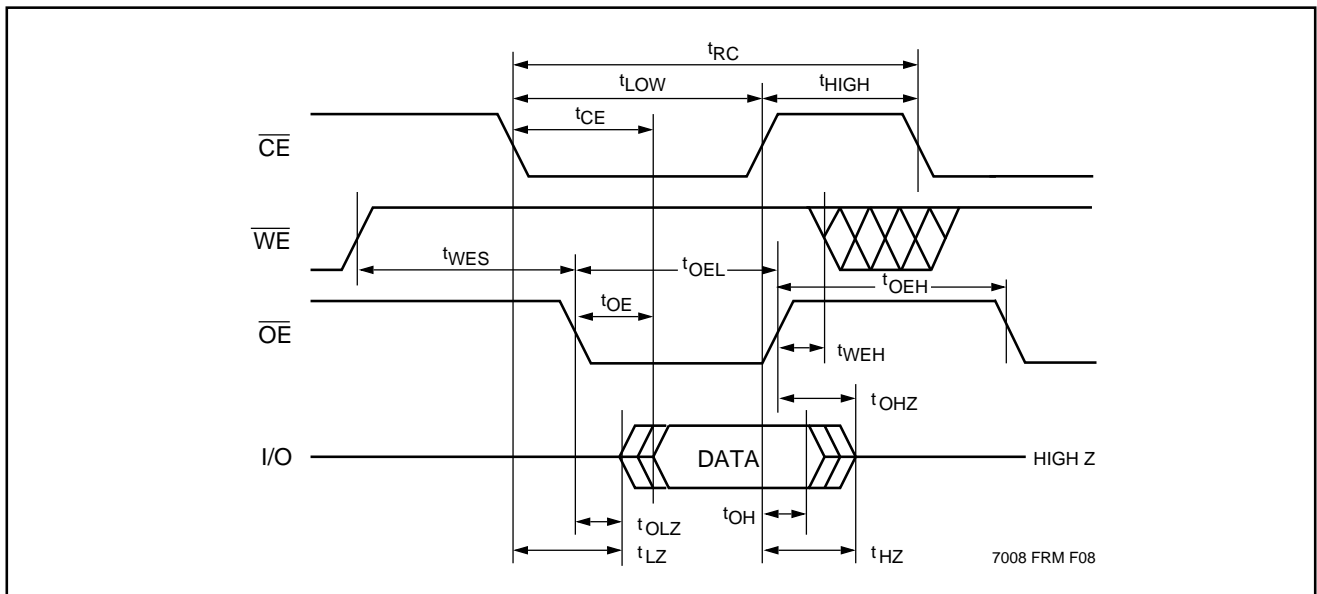 tRC
tLOW tHIGH
tCE
CE
WE
tWES tOEL tOEH
tOE
OE
tWEH
tOHZ
I/O DATA HIGH Z
tOLZ tOH
tLZ tHZ
7008 FRM F08